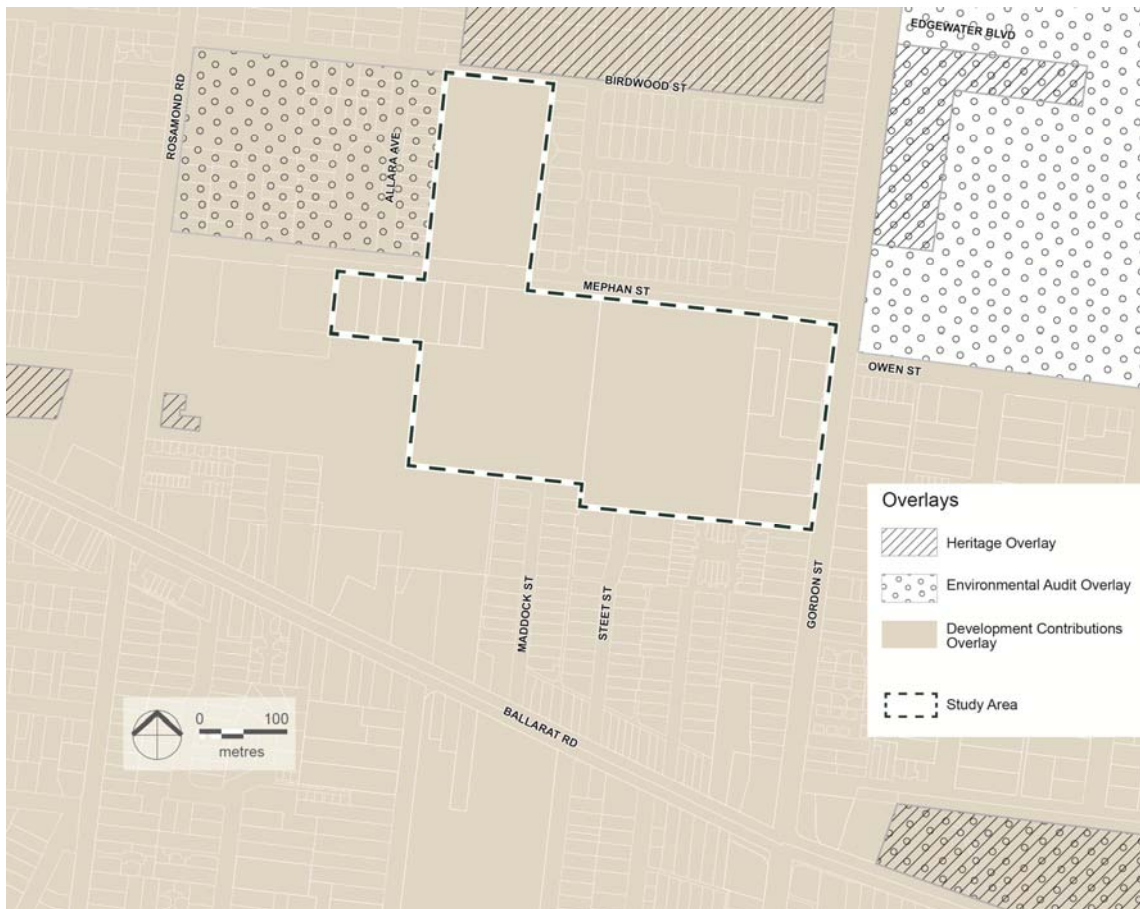 EDGEWATER BLVD
BIRDWOOD ST
ROSAMOND RD
ALLARA AVE
MEPHAN ST
OWEN ST
MADDOCK ST
STEET ST
GORDON ST
BALLARAT RD
0 100
metres
Overlays
Heritage Overlay
Environmental Audit Overlay
Development Contributions
Overlay
Study Area